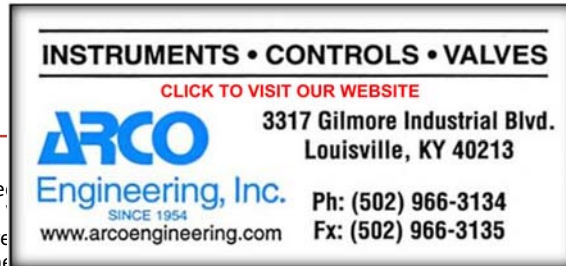 INSTRUMENTS • CONTROLS • VALVES
CLICK TO VISIT OUR WEBSITE
ARCO
Engineering, Inc.
SINCE 1954
www.arcoengineering.com
3317 Gilmore Industrial Blvd.
Louisville, KY 40213
Ph: (502) 966-3134
Fx: (502) 966-3135